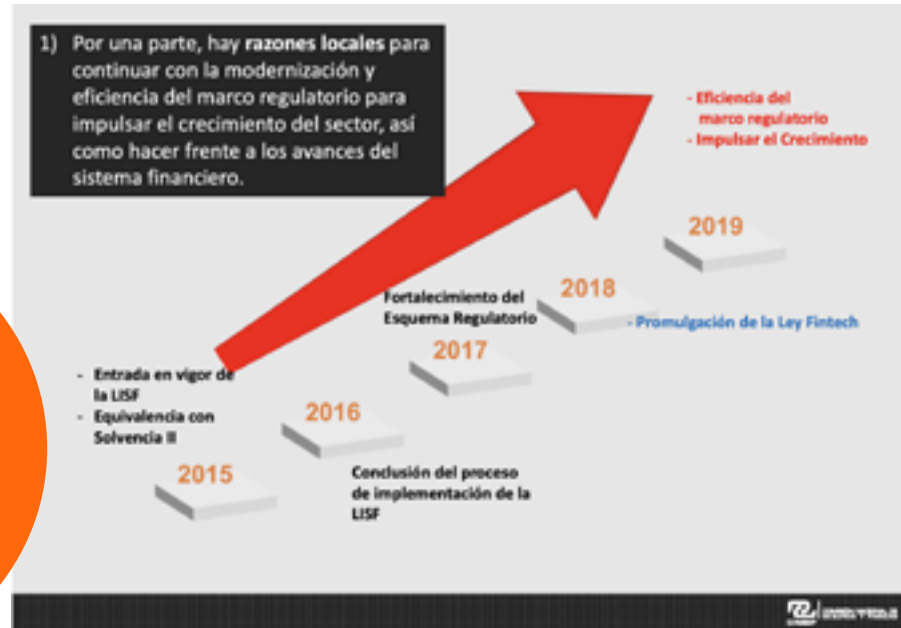 1) Por una parte, hay razones locales para
continuar con la modernización y
eficiencia del marco regulatorio para
impulsar el crecimiento del sector, así
como hacer frente a los avances del
sistema financiero.
- Eficiencia del
marco regulatorio
- Impulsar el Crecimiento
2019
2018
- Promulgación de la Ley Fintech
Fortalecimiento del
Esquema Regulatorio
2017
- Entrada en vigor de
la LISF
- Equivalencia con
Solvencia II
2016
Conclusión del proceso
de implementación de la
LISF
2015